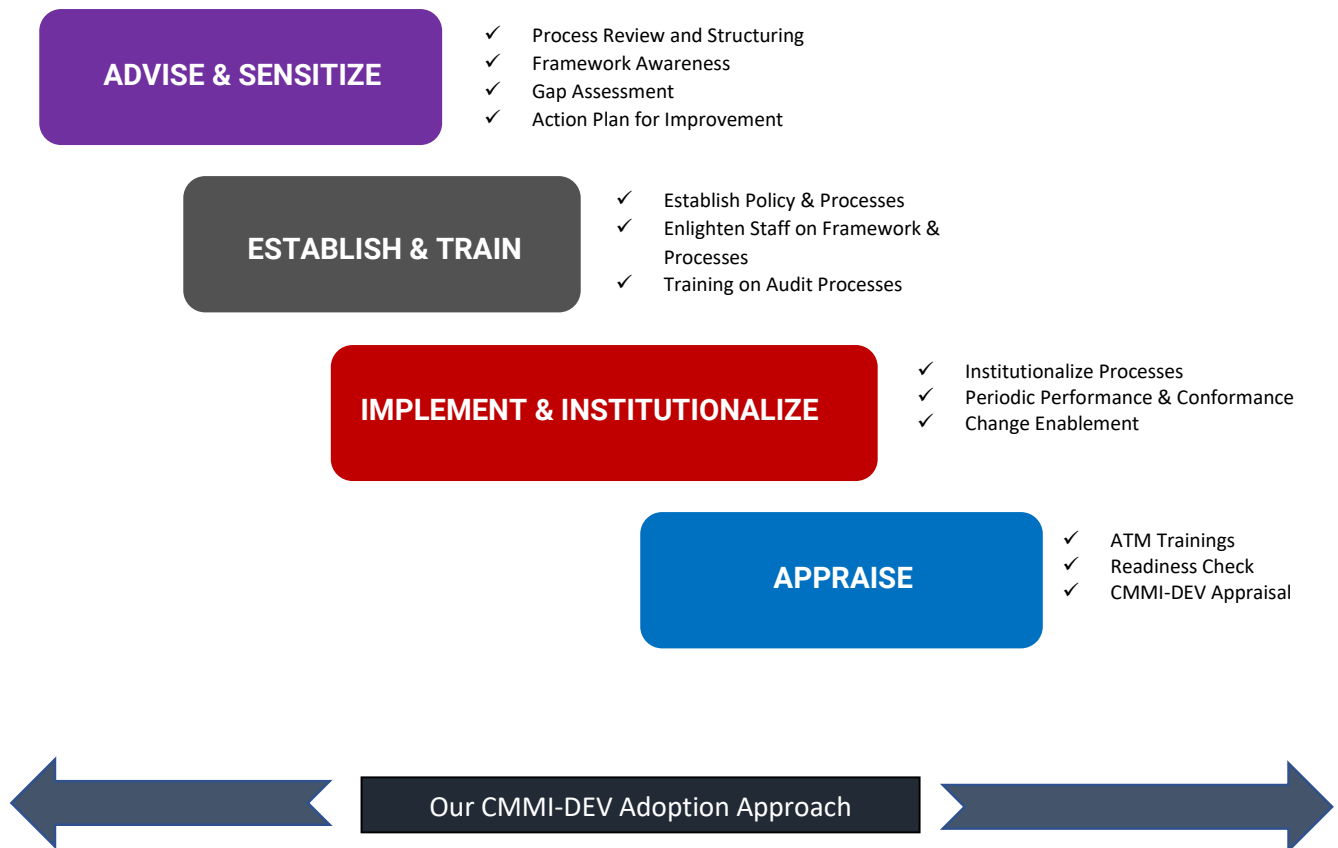 ADVISE & SENSITIZE
✓ Process Review and Structuring
✓ Framework Awareness
✓ Gap Assessment
✓ Action Plan for Improvement
ESTABLISH & TRAIN
✓ Establish Policy & Processes
✓ Enlighten Staff on Framework &
Processes
✓ Training on Audit Processes
IMPLEMENT & INSTITUTIONALIZE
✓ Institutionalize Processes
✓ Periodic Performance & Conformance
✓ Change Enablement
APPRAISE
✓ ATM Trainings
✓ Readiness Check
✓ CMMI-DEV Appraisal
Our CMMI-DEV Adoption Approach